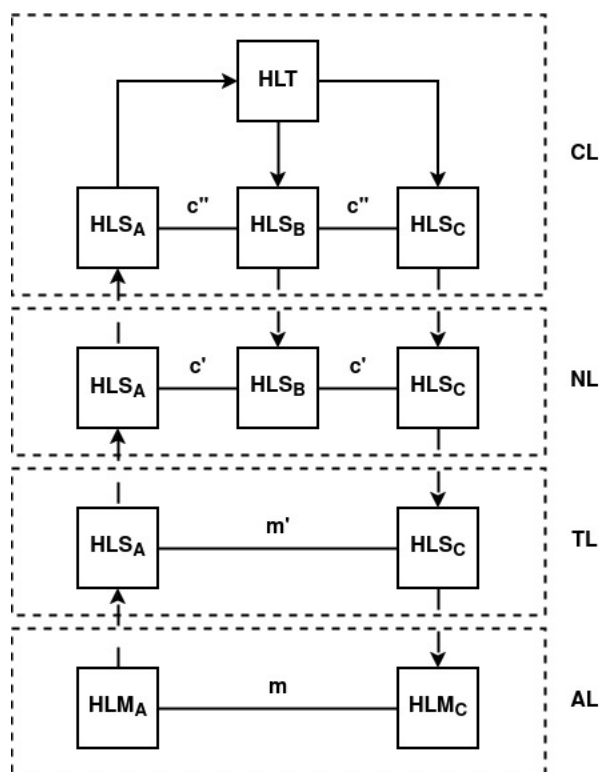 HLT
CL
c" c"
HLSA HLSB HLSC
c' c'
NL
HLSA HLSB HLSC
m'
TL
HLSA HLSC
m
AL
HLMA HLMC